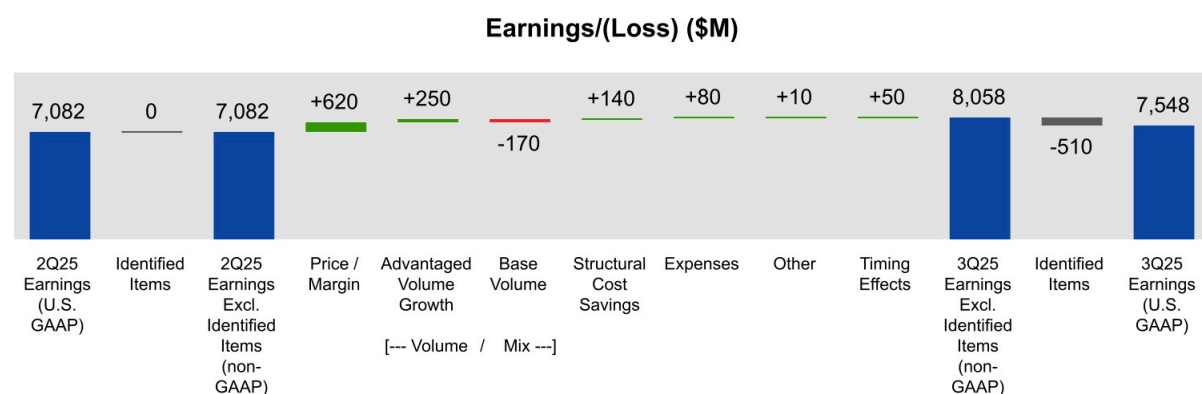 Earnings/(Loss) ($M)
7,082
0
7,082
+620
+250
-170
+140
+80
+10
+50
8,058
-510
7,548
2Q25
Earnings
(U.S.
GAAP)
Identified
Items
2Q25
Earnings
Excl.
Identified
Items
(non-
GAAP)
Price /
Margin
Advantaged
Volume
Growth
Base
Volume
[--- Volume / Mix ---]
Structural
Cost
Savings
Expenses
Other
Timing
Effects
3Q25
Earnings
Excl.
Identified
Items
(non-
GAAP)
Identified
Items
3Q25
Earnings
(U.S.
GAAP)